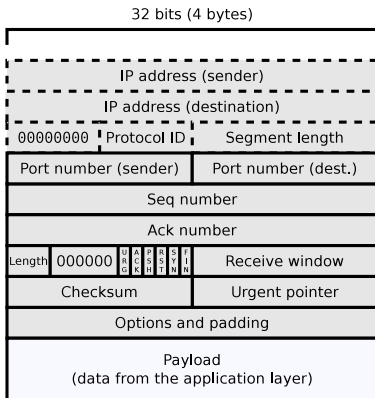 32 bits (4 bytes)
IP address (sender)
IP address (destination)
00000000 Protocol ID Segment length
Port number (sender) Port number (dest.)
Seq number
Ack number
Length 000000 URG ACK PSH RST SYN FIN Receive window
Checksum Urgent pointer
Options and padding
Payload
(data from the application layer)